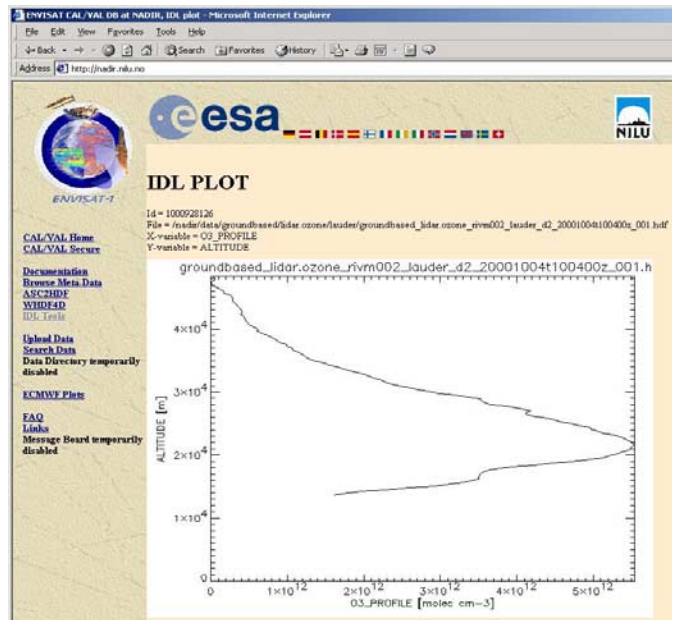 ENVISAT CAL/VAL DB at NADIR, IDL plot - Microsoft Internet Explorer
File Edit View Favorites Tools Help
Back Search Favorites History
Address http://nadir.nilu.no
esa
NILU
ENVISAT-1
IDL PLOT
Id = 1000928126
File = /nadir/data/groundbased/lidar.ozone/lauder/groundbased_lidar.ozone_rivm002_lauder_d2_20001004t100400z_001.hdf
X-variable = O3_PROFILE
Y-variable = ALTITUDE
CAL/VAL Home
CAL/VAL Secure
Documentation
Browse Meta Data
ASC2HDF
WHDF4D
IDL Tools
Upload Data
Search Data
Data Directory temporarily
disabled
ECMWF Plots
FAQ
Links
Message Board temporarily
disabled
groundbased_lidar.ozone_rivm002_lauder_d2_20001004t100400z_001.h
4×10⁴
3×10⁴
2×10⁴
1×10⁴
0
ALTITUDE [m]
0 1×10¹² 2×10¹² 3×10¹² 4×10¹² 5×10¹²
O3_PROFILE [molec cm-3]